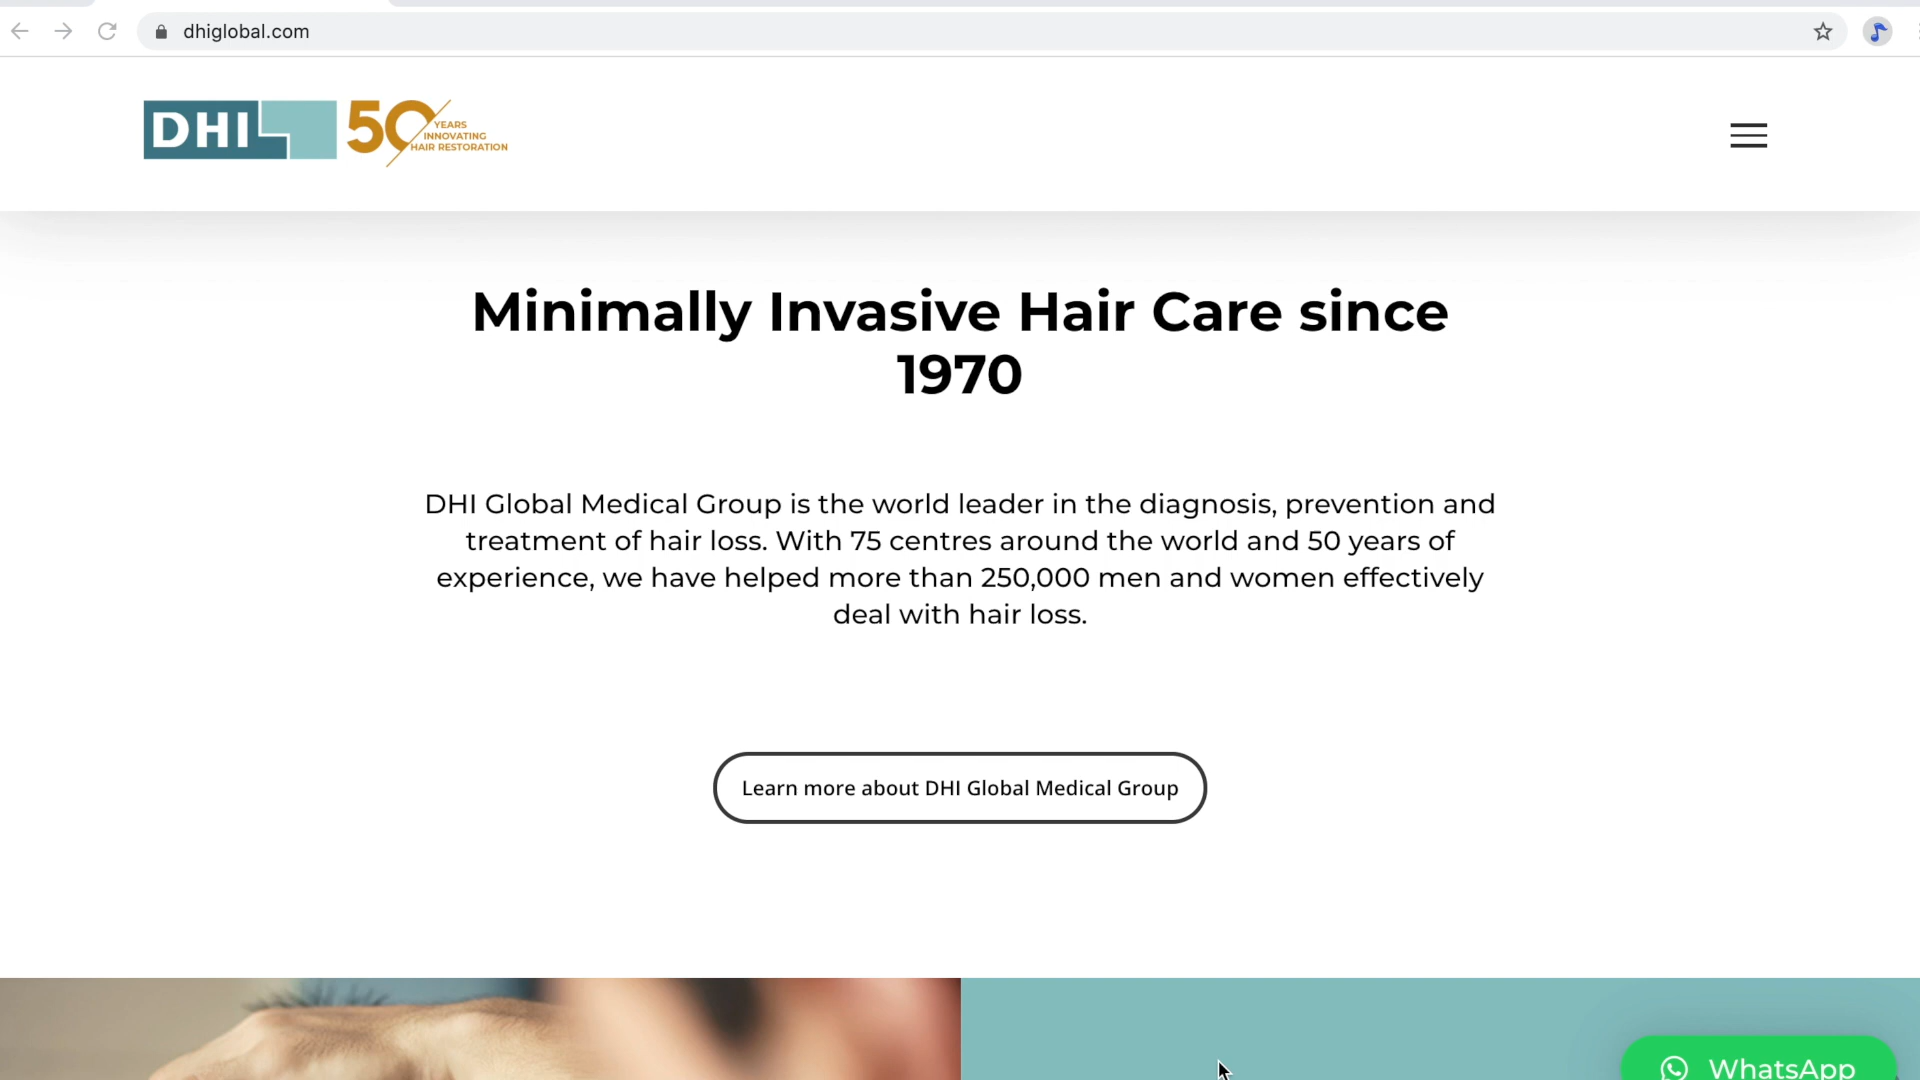 dhiglobal.com
DHI
50
YEARS
INNOVATING
HAIR RESTORATION
Minimally Invasive Hair Care since
1970
DHI Global Medical Group is the world leader in the diagnosis, prevention and
treatment of hair loss. With 75 centres around the world and 50 years of
experience, we have helped more than 250,000 men and women effectively
deal with hair loss.
Learn more about DHI Global Medical Group
WhatsApp